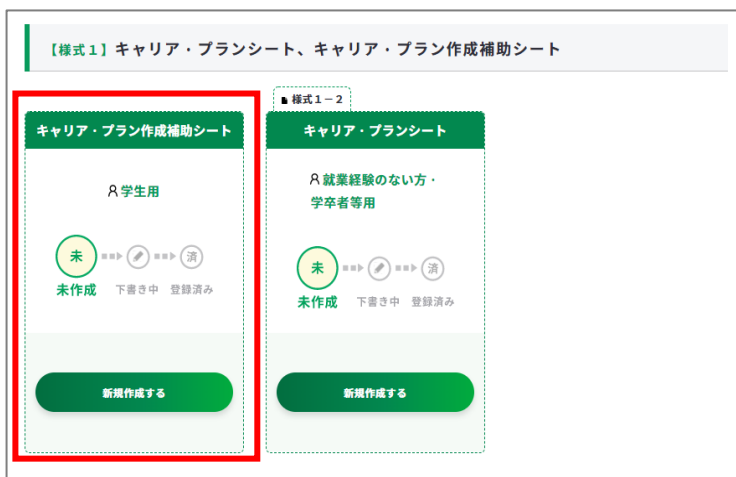 【様式1】キャリア・プランシート、キャリア・プラン作成補助シート
キャリア・プラン作成補助シート
学生用
未
済
未作成
下書き中
登録済み
新規作成する
様式1－2
キャリア・プランシート
就業経験のない方・
学卒者等用
未
済
未作成
下書き中
登録済み
新規作成する